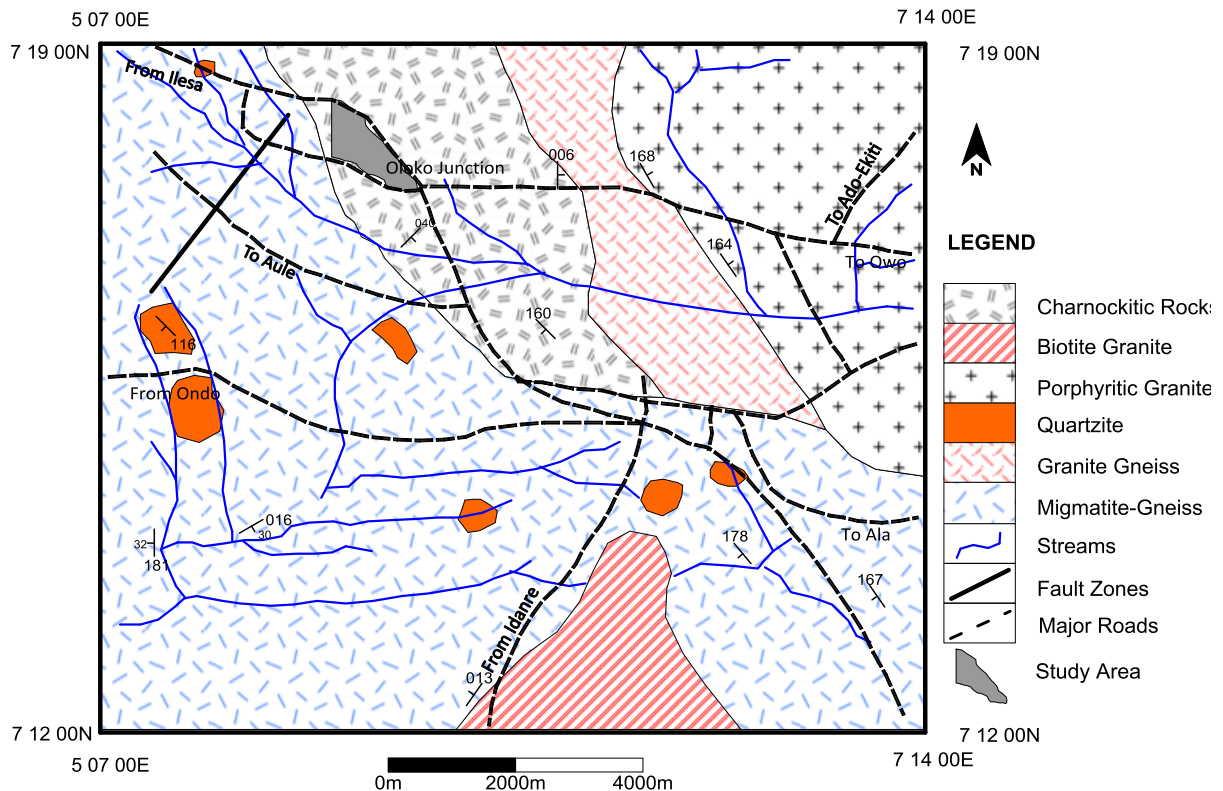 5 07 00E
7 14 00E
7 19 00N
7 19 00N
From Ilesa
Oloko Junction
006
168
To Ado-Ekiti
N
040
164
To Owo
To Aule
LEGEND
160
116
From Ondo
Charnockitic Rocks
Biotite Granite
Porphyritic Granite
Quartzite
Granite Gneiss
Migmatite-Gneiss
Streams
Fault Zones
Major Roads
Study Area
016
30
32
181
178
To Ala
167
From Idanre
013
7 12 00N
7 12 00N
5 07 00E
7 14 00E
0m
2000m
4000m